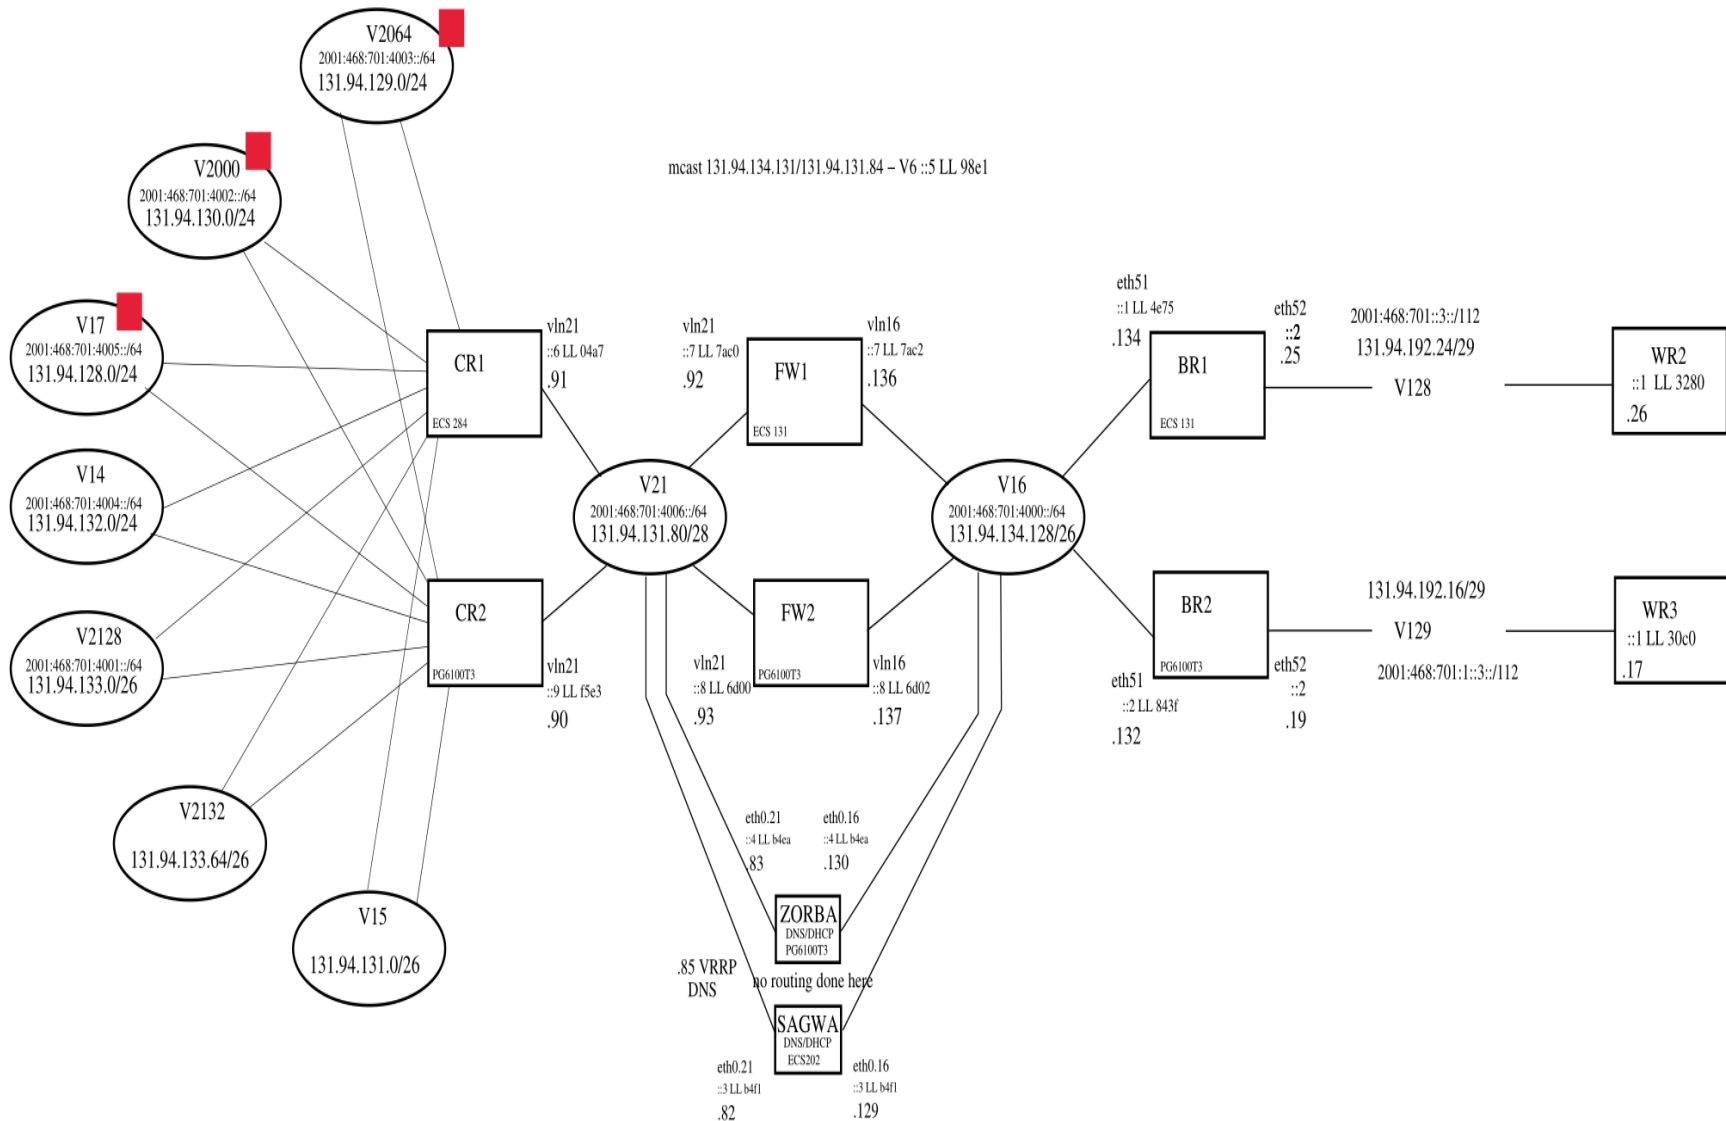 V2064
2001:468:701:4003::/64
131.94.129.0/24
V2000
2001:468:701:4002::/64
131.94.130.0/24
mcast 131.94.134.131/131.94.131.84 – V6 ::5 LL 98e1
V17
2001:468:701:4005::/64
131.94.128.0/24
V14
2001:468:701:4004::/64
131.94.132.0/24
V2128
2001:468:701:4001::/64
131.94.133.0/26
V2132
131.94.133.64/26
V15
131.94.131.0/26
CR1
ECS 284
vln21
::6 LL 04a7
.91
CR2
PG6100T3
vln21
::9 LL f5e3
.90
V21
2001:468:701:4006::/64
131.94.131.80/28
vln21
::7 LL 7ac0
.92
FW1
ECS 131
vln16
::7 LL 7ac2
.136
FW2
PG6100T3
vln21
::8 LL 6d00
.93
vln16
::8 LL 6d02
.137
V16
2001:468:701:4000::/64
131.94.134.128/26
eth51
::1 LL 4e75
.134
BR1
ECS 131
eth52
::2
.25
2001:468:701::3::/112
131.94.192.24/29
V128
WR2
::1 LL 3280
.26
BR2
PG6100T3
eth51
::2 LL 843f
.132
eth52
::2
.19
131.94.192.16/29
V129
2001:468:701:1::3::/112
WR3
::1 LL 30c0
.17
eth0.21
::4 LL b4ea
.83
eth0.16
::4 LL b4ea
.130
ZORBA
DNS/DHCP
PG6100T3
.85 VRRP
DNS
no routing done here
SAGWA
DNS/DHCP
ECS202
eth0.21
::3 LL b4f1
.82
eth0.16
::3 LL b4f1
.129